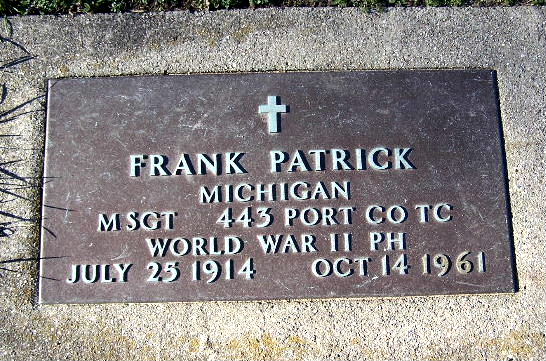 FRANK PATRICK
MICHIGAN
M SGT 443 PORT CO TC
WORLD WAR II PH
JULY 25 1914 OCT 14 1961